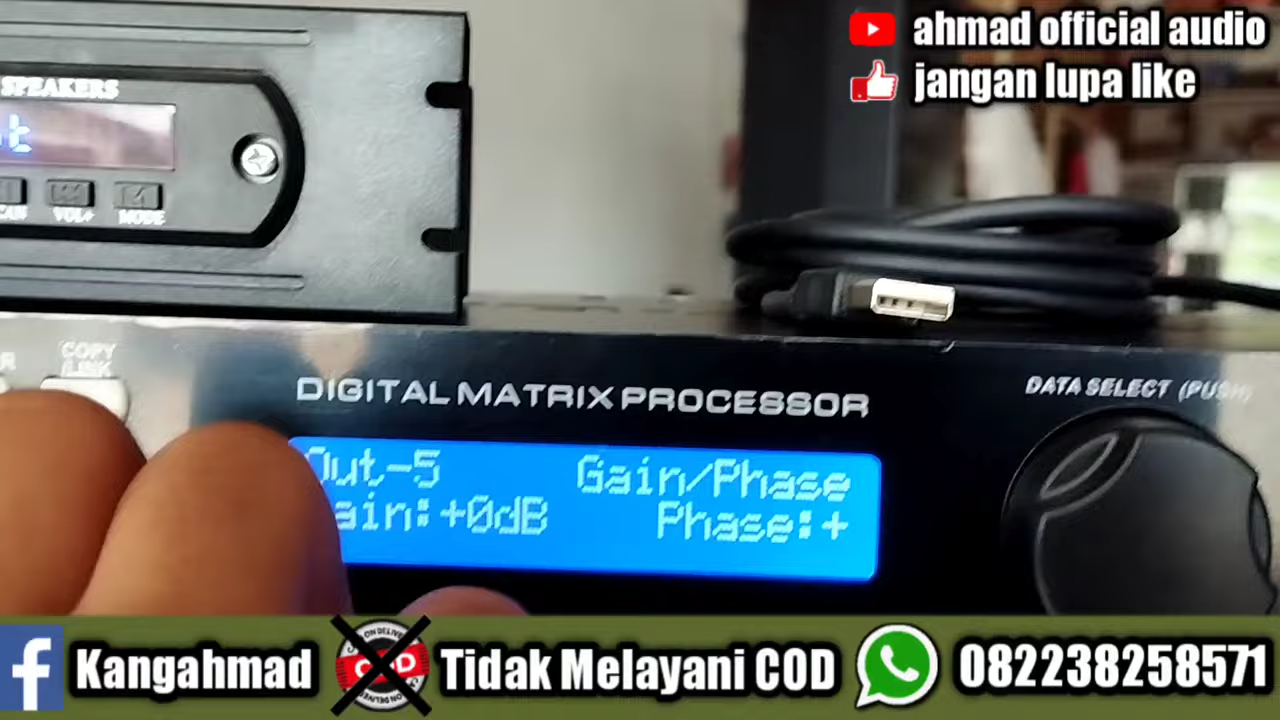 ahmad official audio
jangan lupa like
SPEAKERS
VOL+
MODE
COPY
/LINK
DIGITAL MATRIX PROCESSOR
DATA SELECT (PUSH)
Out-5 Gain/Phase
ain:+0dB Phase:+
Kangahmad
COD
Tidak Melayani COD
082238258571